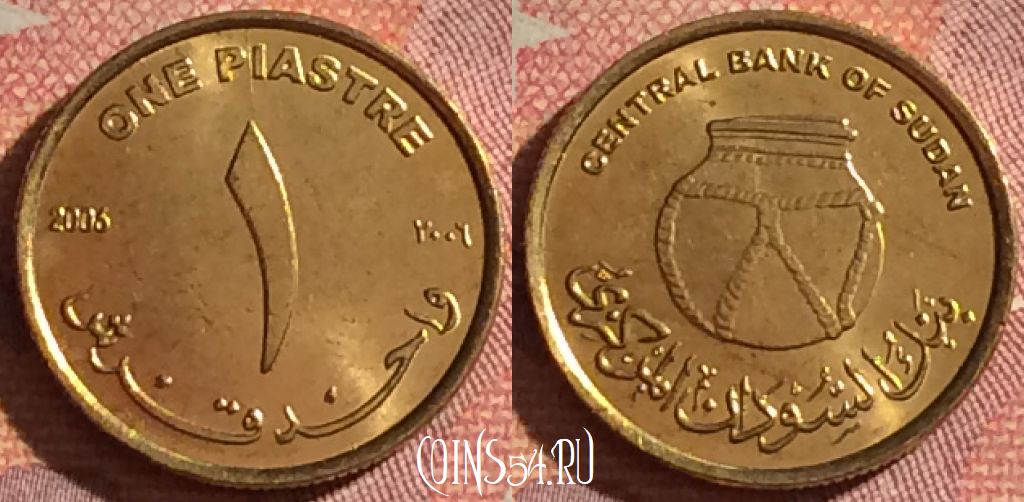 ONE PIASTRE
2006
٢٠٠٦
١
واحد قرش
CENTRAL BANK OF SUDAN
بنك السودان المركزي
COINS54.RU